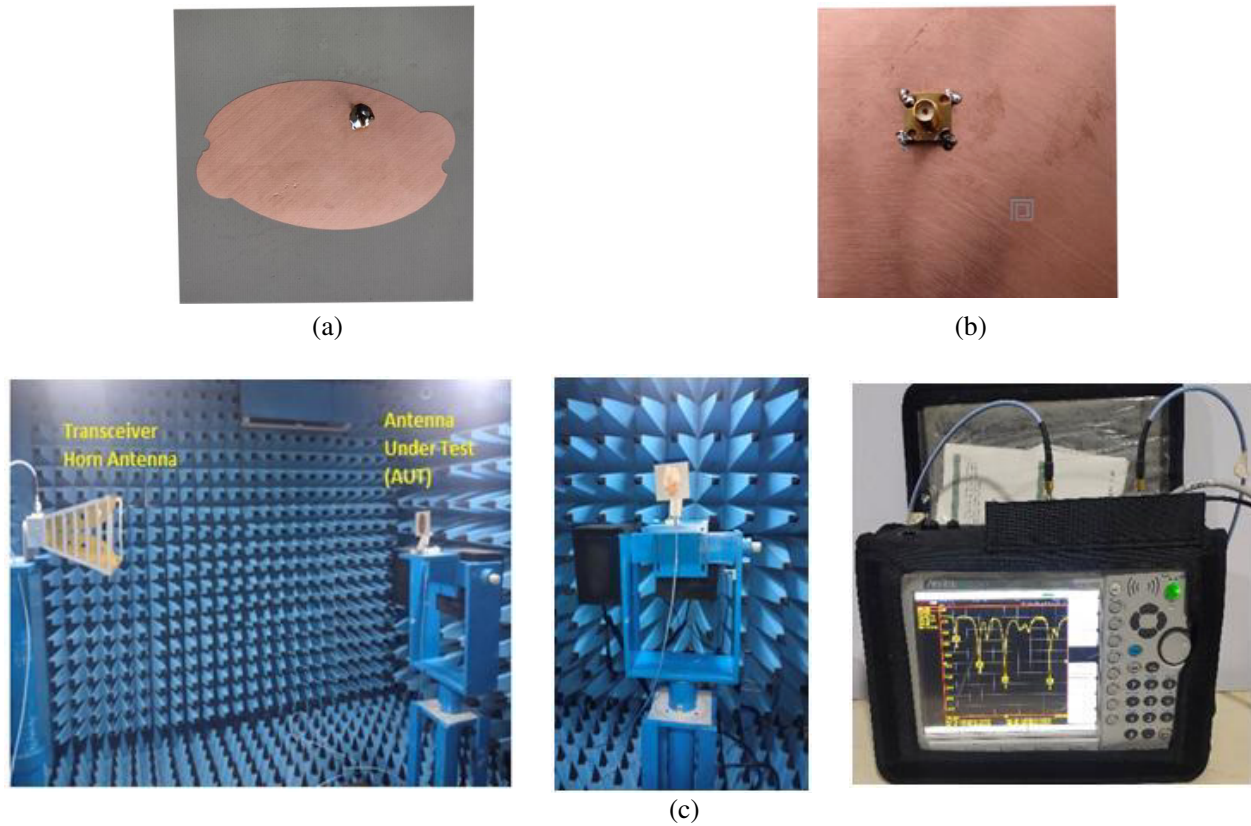 (a)
(b)
Transceiver
Horn Antenna
Antenna
Under Test
(AUT)
(c)